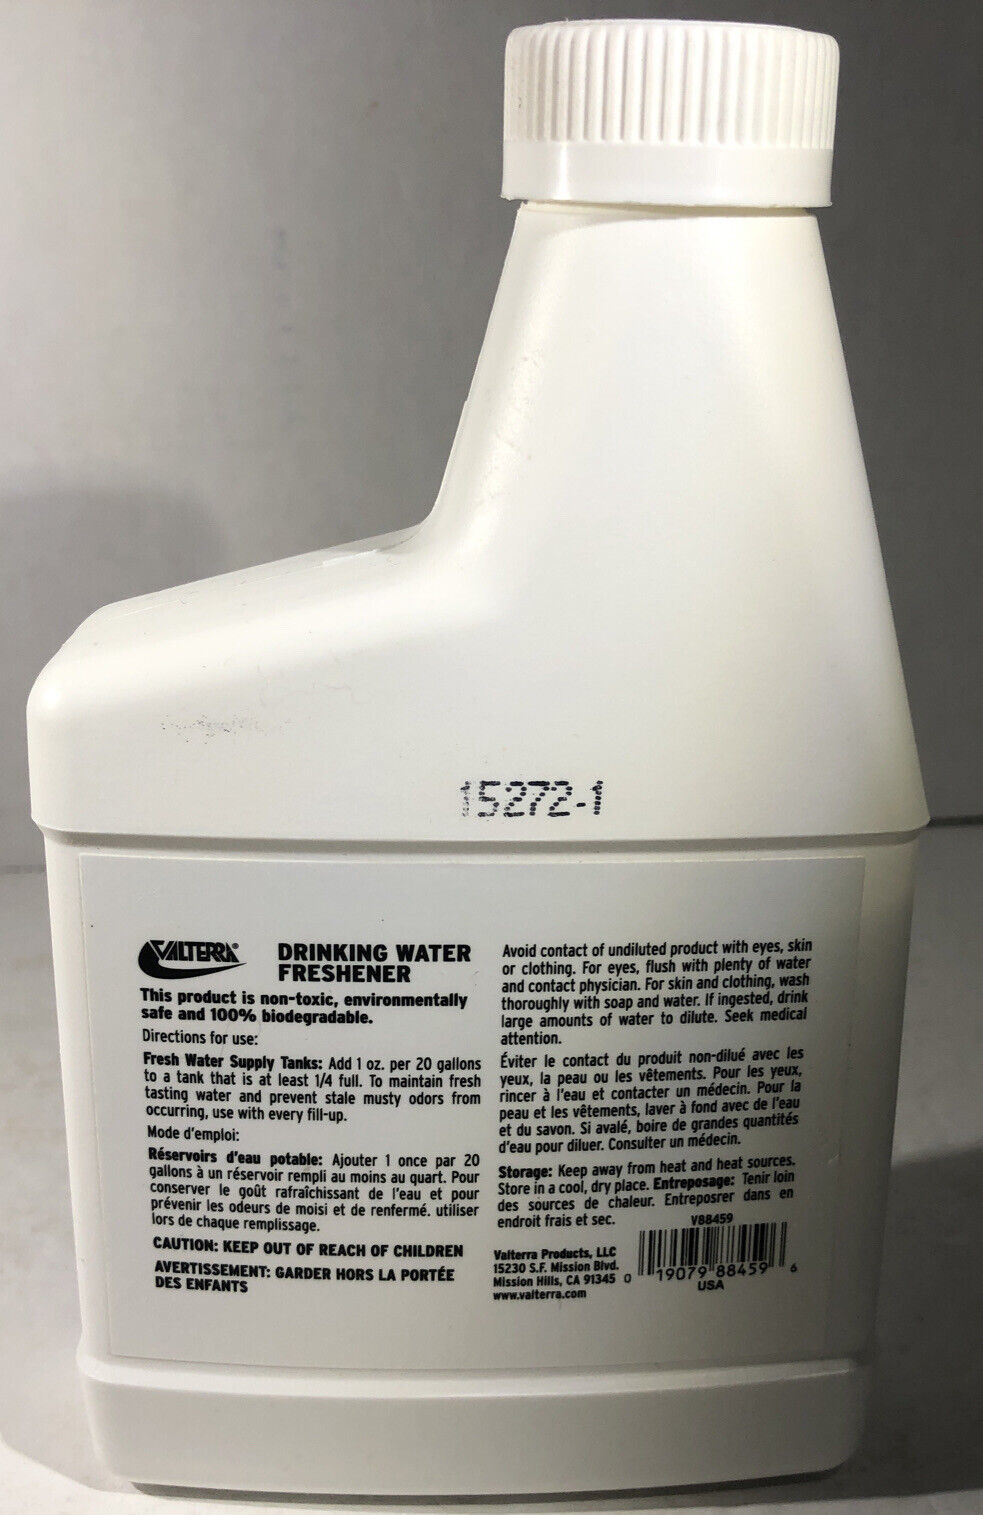 15272-1
VALTERRA®
DRINKING WATER
FRESHENER
This product is non-toxic, environmentally
safe and 100% biodegradable.
Directions for use:
Fresh Water Supply Tanks: Add 1 oz. per 20 gallons
to a tank that is at least 1/4 full. To maintain fresh
tasting water and prevent stale musty odors from
occurring, use with every fill-up.
Mode d'emploi:
Réservoirs d'eau potable: Ajouter 1 once par 20
gallons à un réservoir rempli au moins au quart. Pour
conserver le goût rafraîchissant de l'eau et pour
prévenir les odeurs de moisi et de renfermé. utiliser
lors de chaque remplissage.
CAUTION: KEEP OUT OF REACH OF CHILDREN
AVERTISSEMENT: GARDER HORS LA PORTÉE
DES ENFANTS
Avoid contact of undiluted product with eyes, skin
or clothing. For eyes, flush with plenty of water
and contact physician. For skin and clothing, wash
thoroughly with soap and water. If ingested, drink
large amounts of water to dilute. Seek medical
attention.
Éviter le contact du produit non-dilué avec les
yeux, la peau ou les vêtements. Pour les yeux,
rincer à l'eau et contacter un médecin. Pour la
peau et les vêtements, laver à fond avec de l'eau
et du savon. Si avalé, boire de grandes quantités
d'eau pour diluer. Consulter un médecin.
Storage: Keep away from heat and heat sources.
Store in a cool, dry place. Entreposage: Tenir loin
des sources de chaleur. Entreposrer dans en
endroit frais et sec.
V88459
Valterra Products, LLC
15230 S.F. Mission Blvd.
Mission Hills, CA 91345
www.valterra.com
0 19079 88459 6
USA